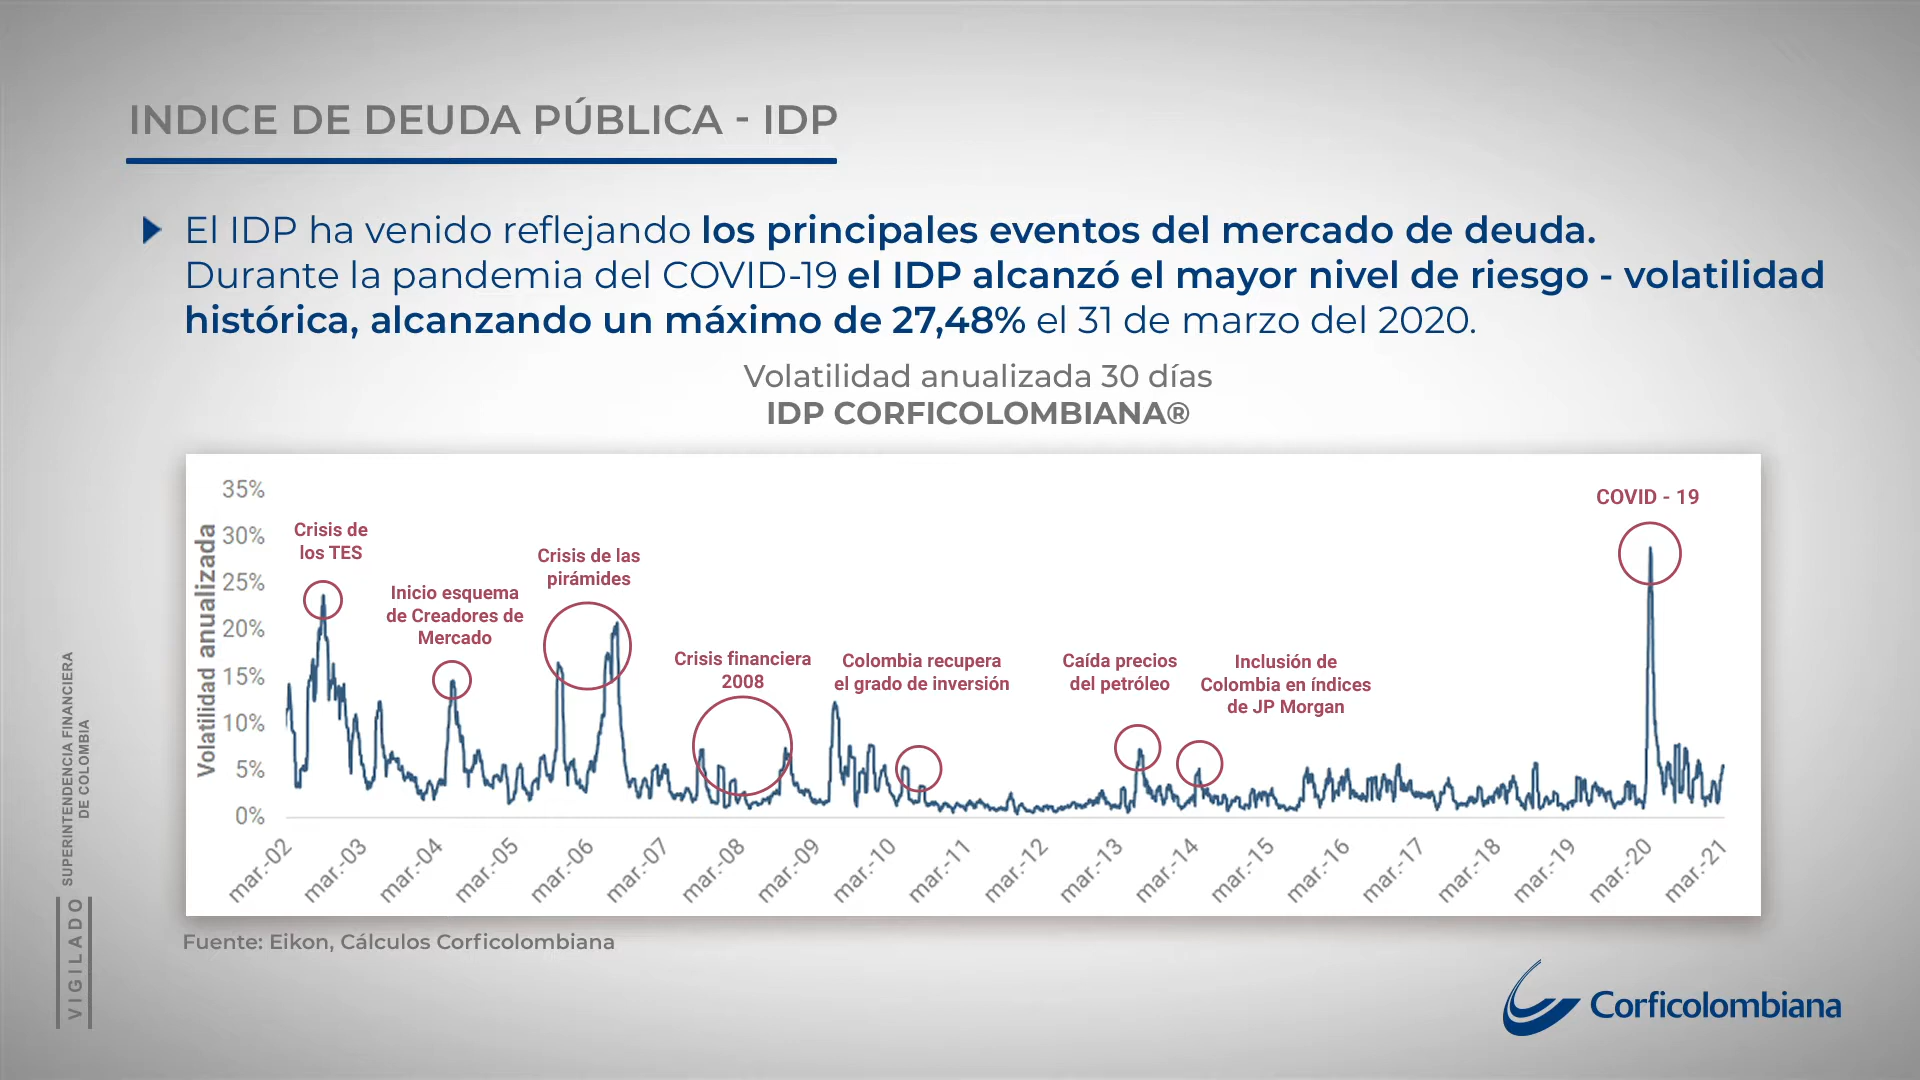 INDICE DE DEUDA PÚBLICA - IDP
El IDP ha venido reflejando los principales eventos del mercado de deuda.
Durante la pandemia del COVID-19 el IDP alcanzó el mayor nivel de riesgo - volatilidad
histórica, alcanzando un máximo de 27,48% el 31 de marzo del 2020.
Volatilidad anualizada 30 días
IDP CORFICOLOMBIANA®
Volatilidad anualizada
35%
30%
25%
20%
15%
10%
5%
0%
Crisis de
los TES
Inicio esquema
de Creadores de
Mercado
Crisis de las
pirámides
Crisis financiera
2008
Colombia recupera
el grado de inversión
Caída precios
del petróleo
Inclusión de
Colombia en índices
de JP Morgan
COVID - 19
mar.-02
mar.-03
mar.-04
mar.-05
mar.-06
mar.-07
mar.-08
mar.-09
mar.-10
mar.-11
mar.-12
mar.-13
mar.-14
mar.-15
mar.-16
mar.-17
mar.-18
mar.-19
mar.-20
mar.-21
Fuente: Eikon, Cálculos Corficolombiana
VIGILADO
SUPERINTENDENCIA FINANCIERA
DE COLOMBIA
Corficolombiana